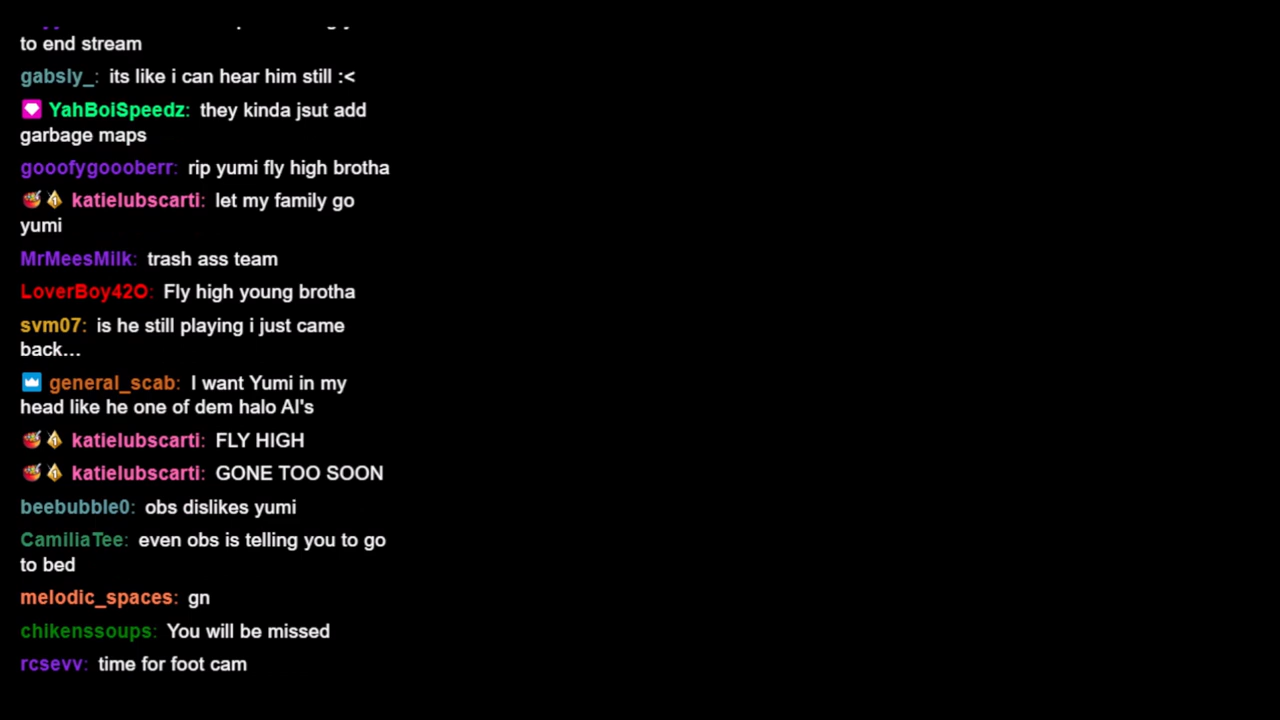 to end stream
gabsly_: its like i can hear him still :<
YahBoiSpeedz: they kinda jsut add
garbage maps
gooofygoooberr: rip yumi fly high brotha
katielubscarti: let my family go
yumi
MrMeesMilk: trash ass team
LoverBoy42O: Fly high young brotha
svm07: is he still playing i just came
back...
general_scab: I want Yumi in my
head like he one of dem halo AI's
katielubscarti: FLY HIGH
katielubscarti: GONE TOO SOON
beebubble0: obs dislikes yumi
CamiliaTee: even obs is telling you to go
to bed
melodic_spaces: gn
chikenssoups: You will be missed
rcsevv: time for foot cam